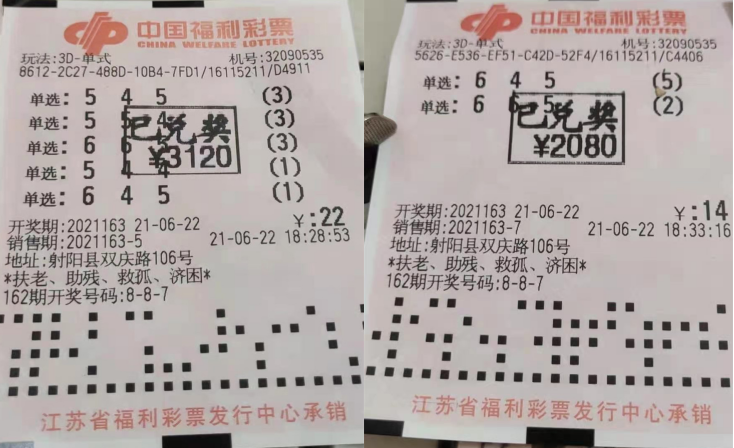 中国福利彩票
CHINA WELFARE LOTTERY
玩法:3D-单式 机号:32090535
8612-2C27-488D-10B4-7FD1/16115211/D4911
单选: 5 4 5 (3)
单选: 5 5 4 (3)
单选: 6 6 5 (3)
单选: 5 4 4 (1)
单选: 6 4 5 (1)
已兑奖
¥3120
开奖期:2021163 21-06-22 ¥:22
销售期:2021163-5 21-06-22 18:28:53
地址:射阳县双庆路106号
*扶老、助残、救孤、济困*
162期开奖号码:8-8-7
江苏省福利彩票发行中心承销
中国福利彩票
CHINA WELFARE LOTTERY
玩法:3D-单式 机号:32090535
5626-E536-EF51-C42D-52F4/16115211/C4406
单选: 6 4 5 (5)
单选: 6 6 5 (2)
已兑奖
¥2080
开奖期:2021163 21-06-22 ¥:14
销售期:2021163-7 21-06-22 18:33:16
地址:射阳县双庆路106号
*扶老、助残、救孤、济困*
162期开奖号码:8-8-7
江苏省福利彩票发行中心承销